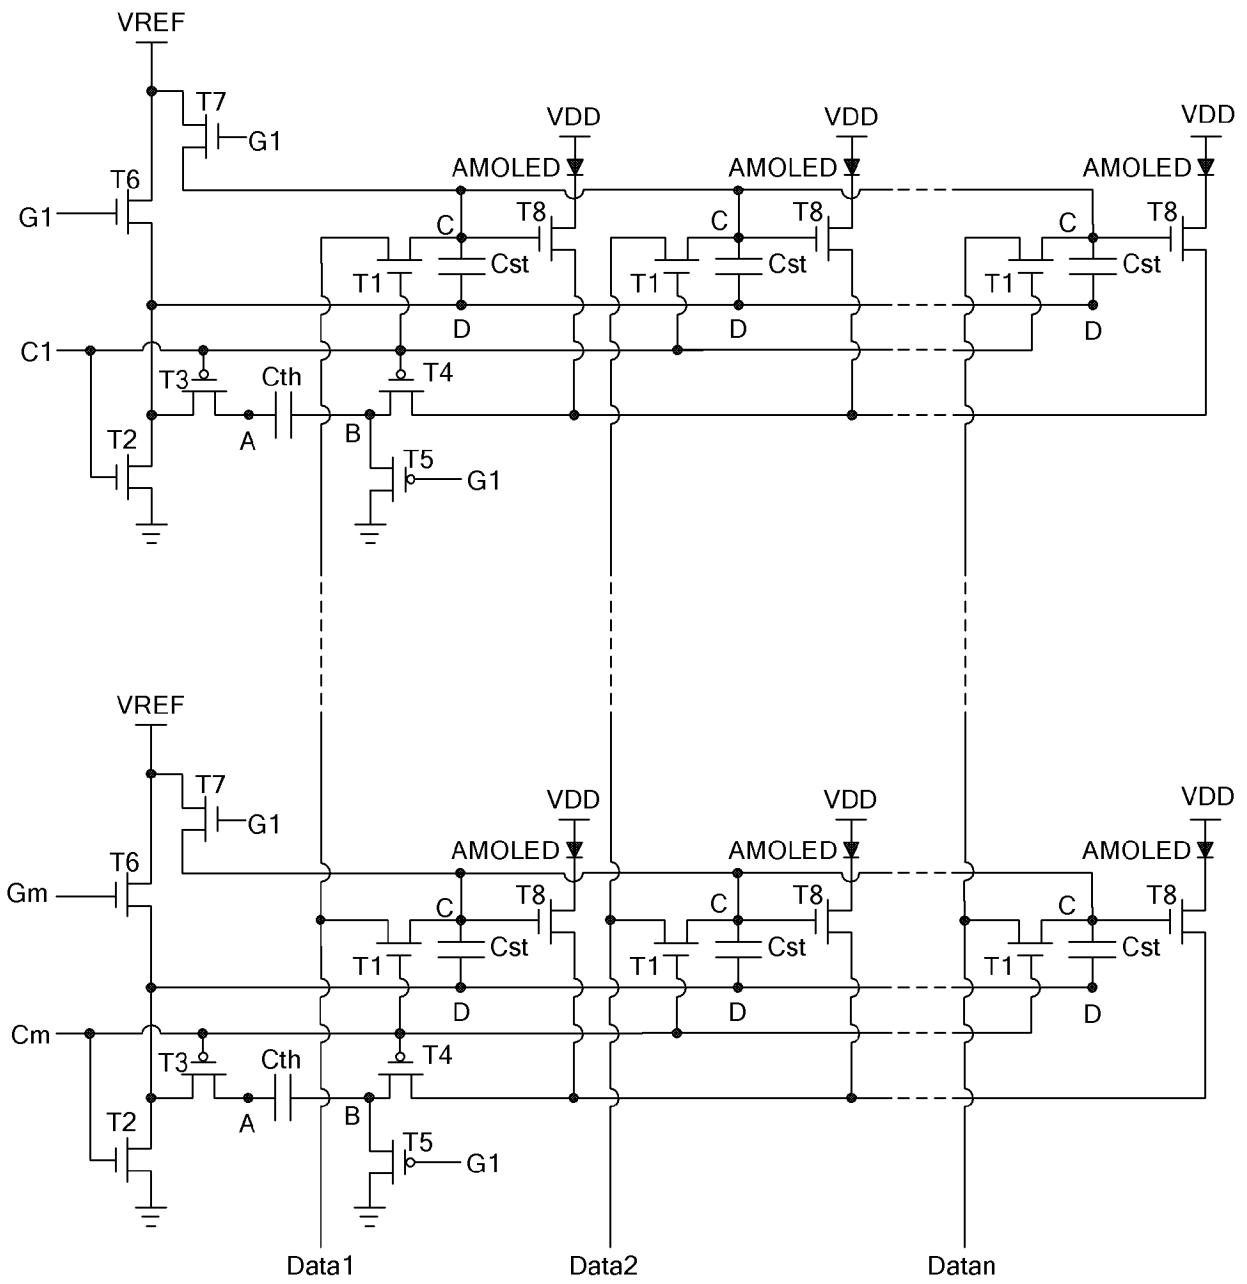 VREF
T7
G1
VDD
VDD
VDD
AMOLED
AMOLED
AMOLED
T6
G1
C
T8
C
T8
C
T8
T1
Cst
T1
Cst
T1
Cst
D
D
D
C1
T3
Cth
T4
A
B
T2
T5
G1
VREF
T7
G1
VDD
VDD
VDD
AMOLED
AMOLED
AMOLED
T6
Gm
C
T8
C
T8
C
T8
T1
Cst
T1
Cst
T1
Cst
D
D
D
Cm
T3
Cth
T4
A
B
T2
T5
G1
Data1
Data2
Datan